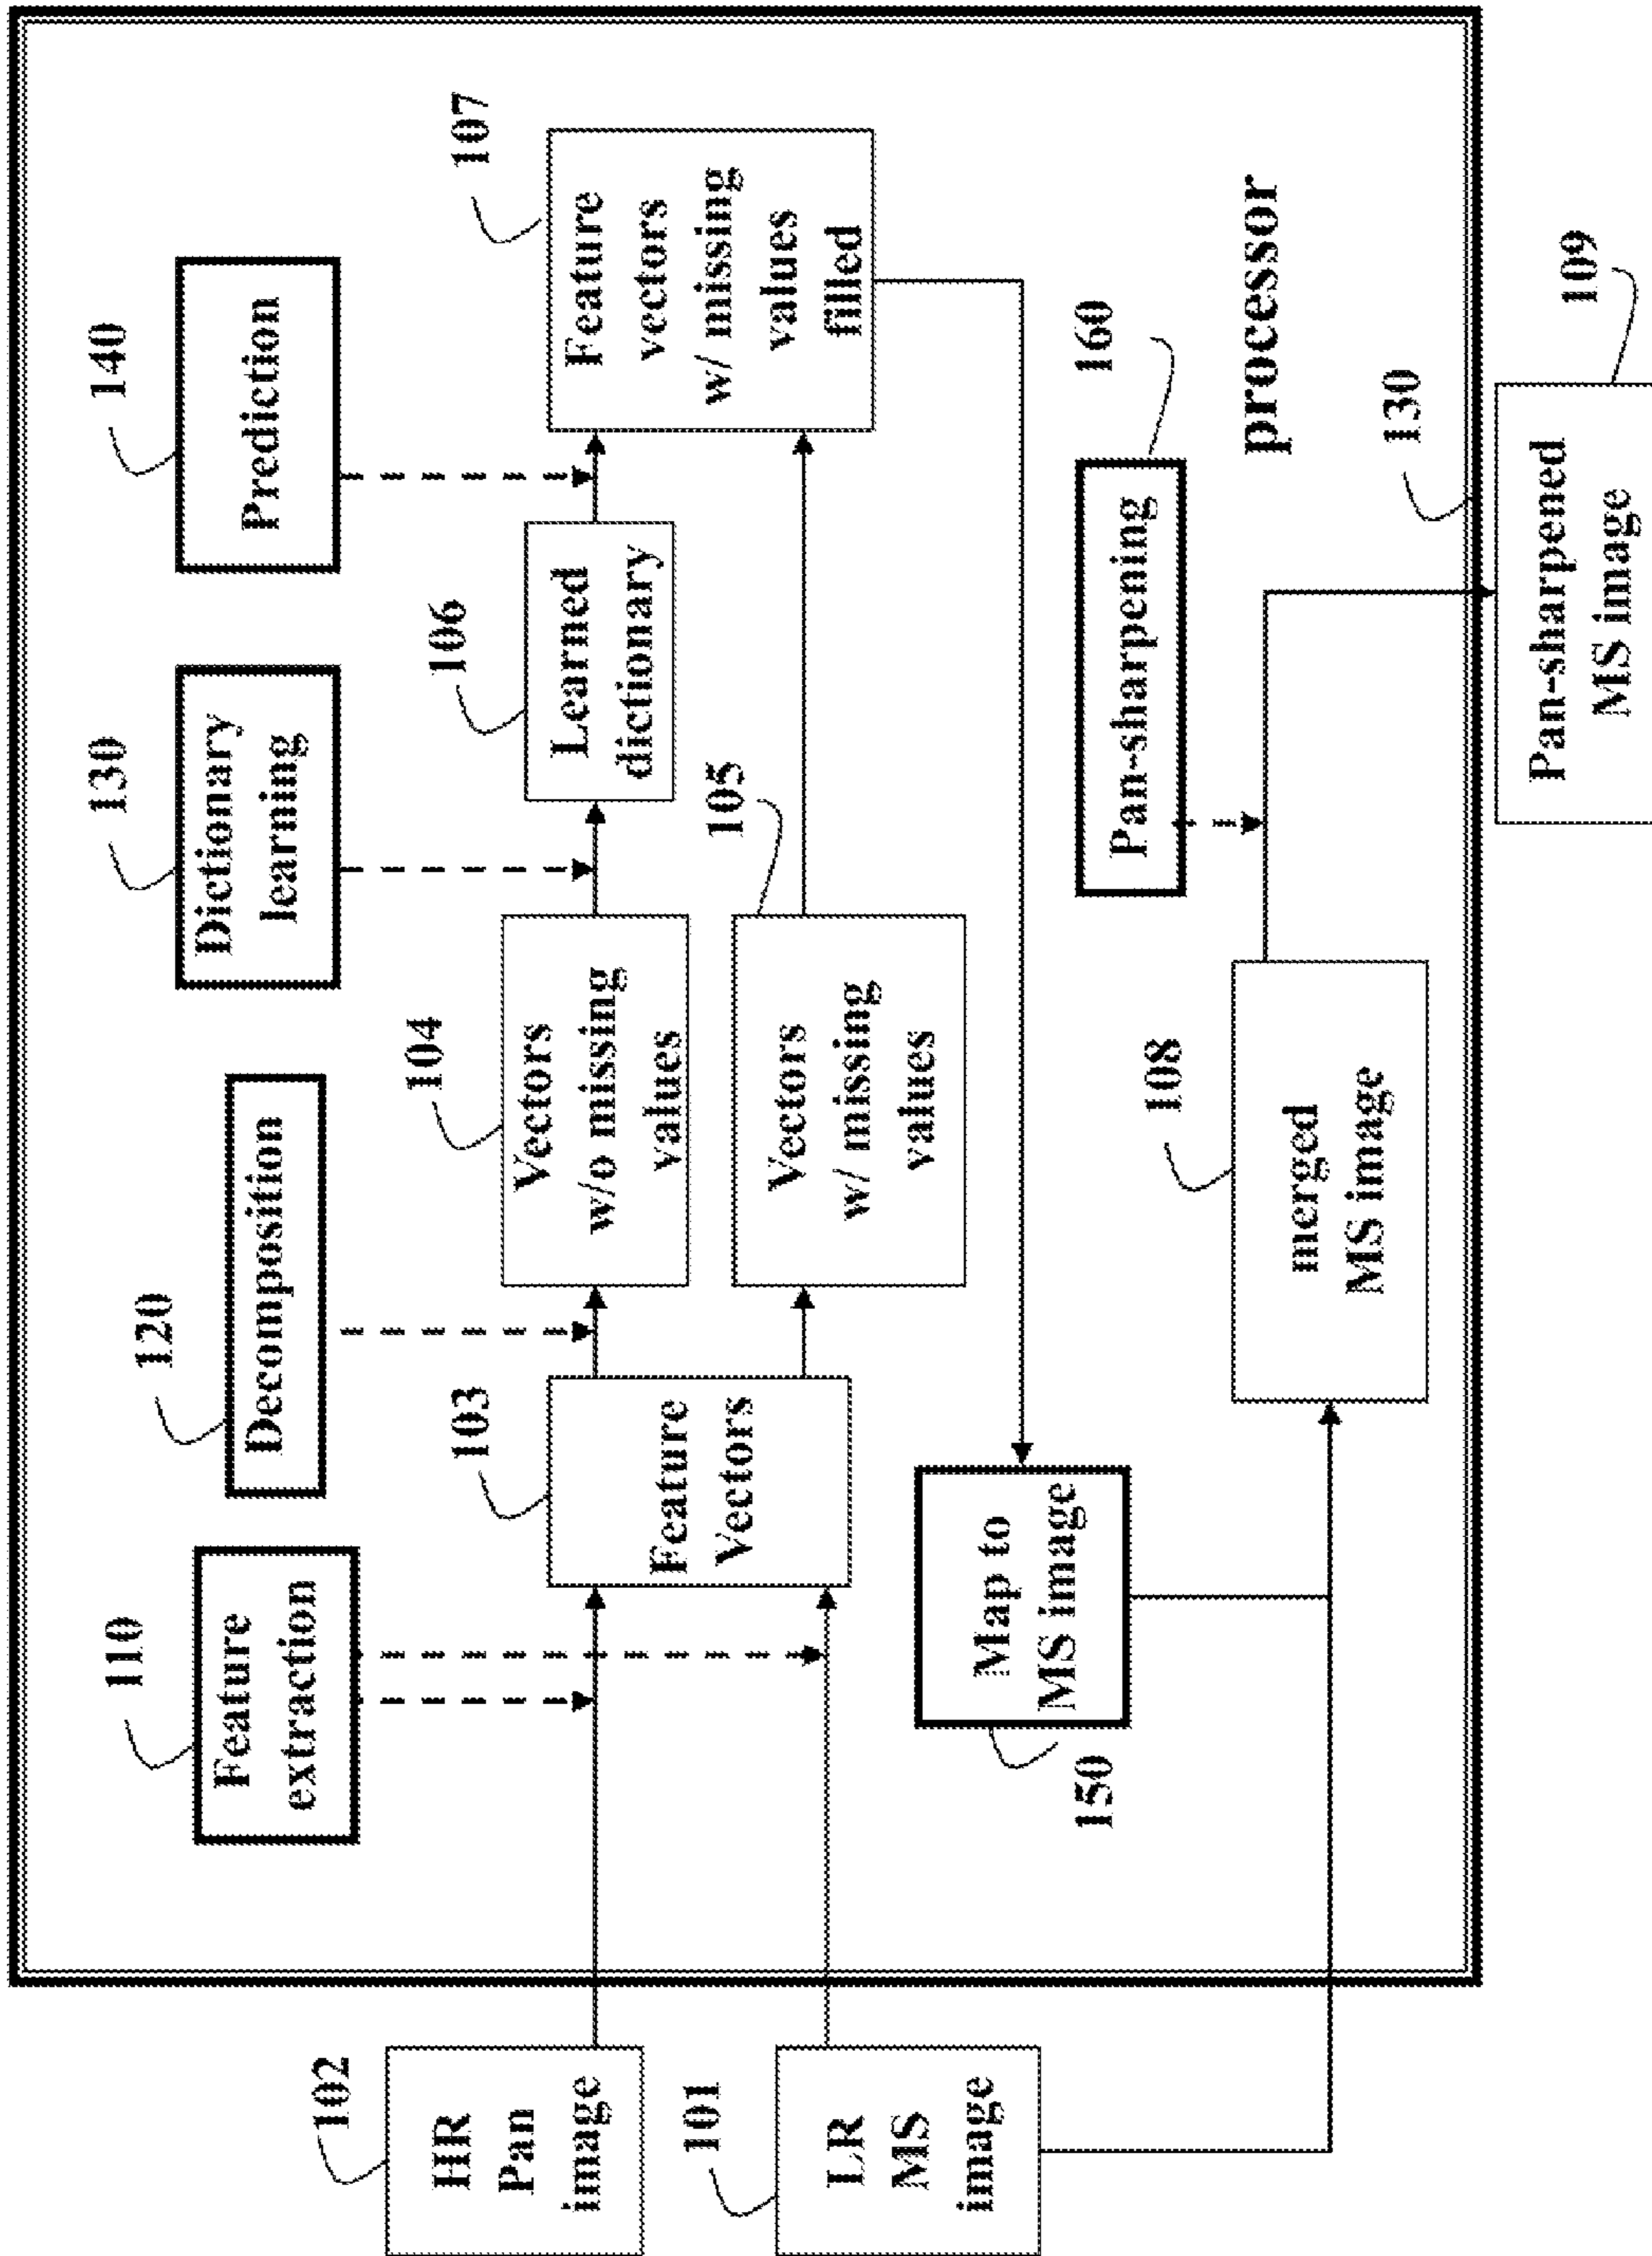 110
Feature
extraction
120
Decomposition
130
Dictionary
learning
140
Prediction
102
HR
Pan
image
103
Feature
Vectors
104
Vectors
w/o missing
values
106
Learned
dictionary
107
Feature
vectors
w/ missing
values
filled
101
LR
MS
image
105
Vectors
w/ missing
values
150
Map to
MS image
160
Pan-sharpening
108
merged
MS image
processor
130
109
Pan-sharpened
MS image